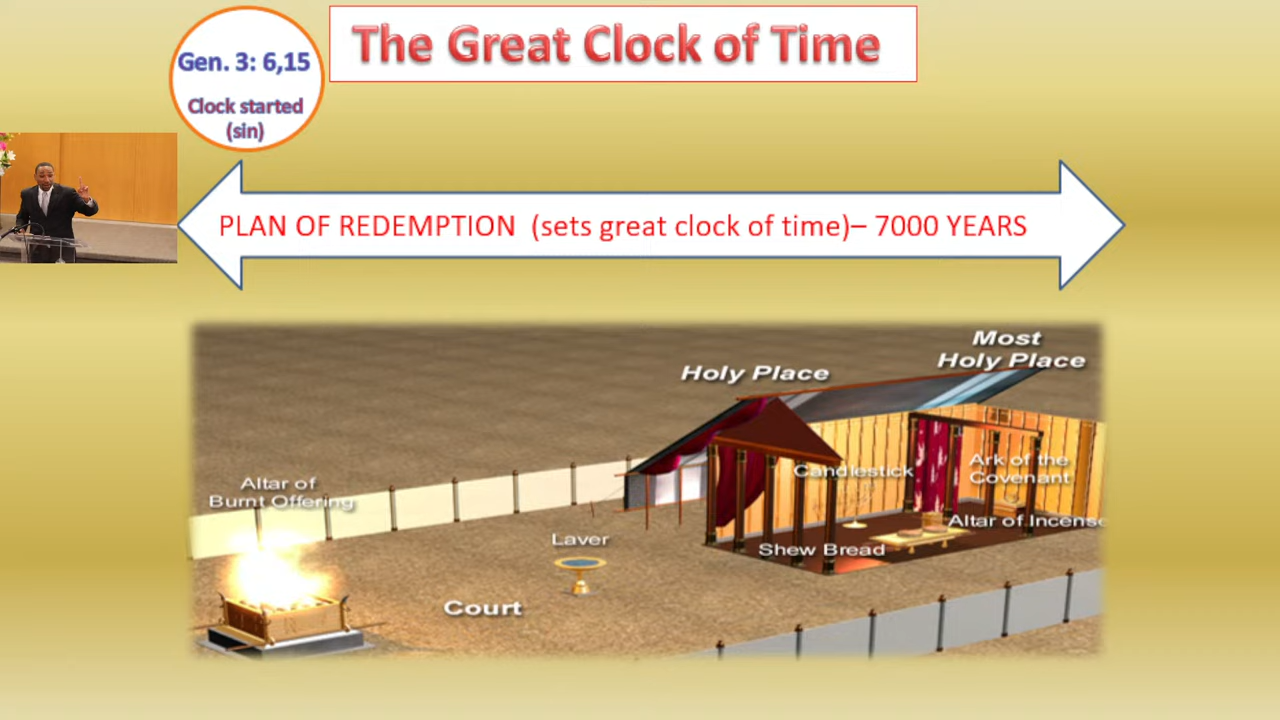 The Great Clock of Time
Gen. 3: 6,15
Clock started
(sin)
PLAN OF REDEMPTION (sets great clock of time)– 7000 YEARS
Most
Holy Place
Holy Place
Altar of
Burnt Offering
Candlestick
Ark of the
Covenant
Altar of Incense
Laver
Shew Bread
Court